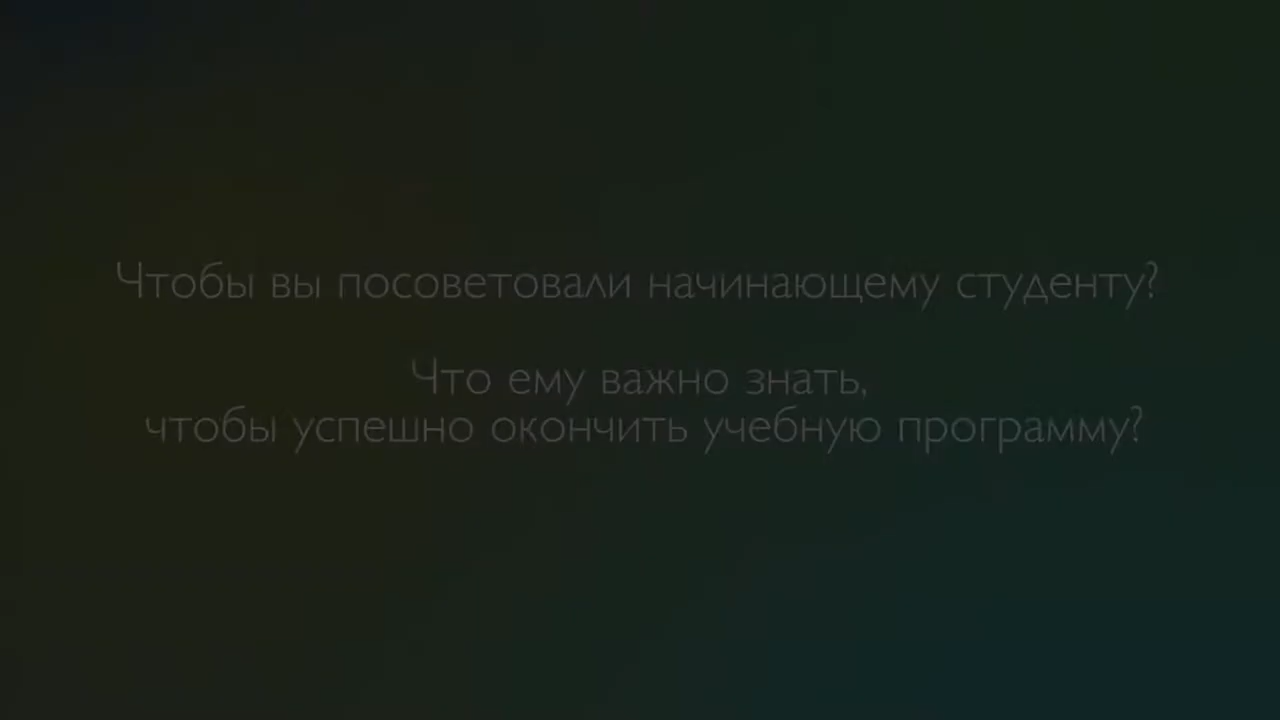 Чтобы вы посоветовали начинающему студенту?
Что ему важно знать,
чтобы успешно окончить учебную программу?